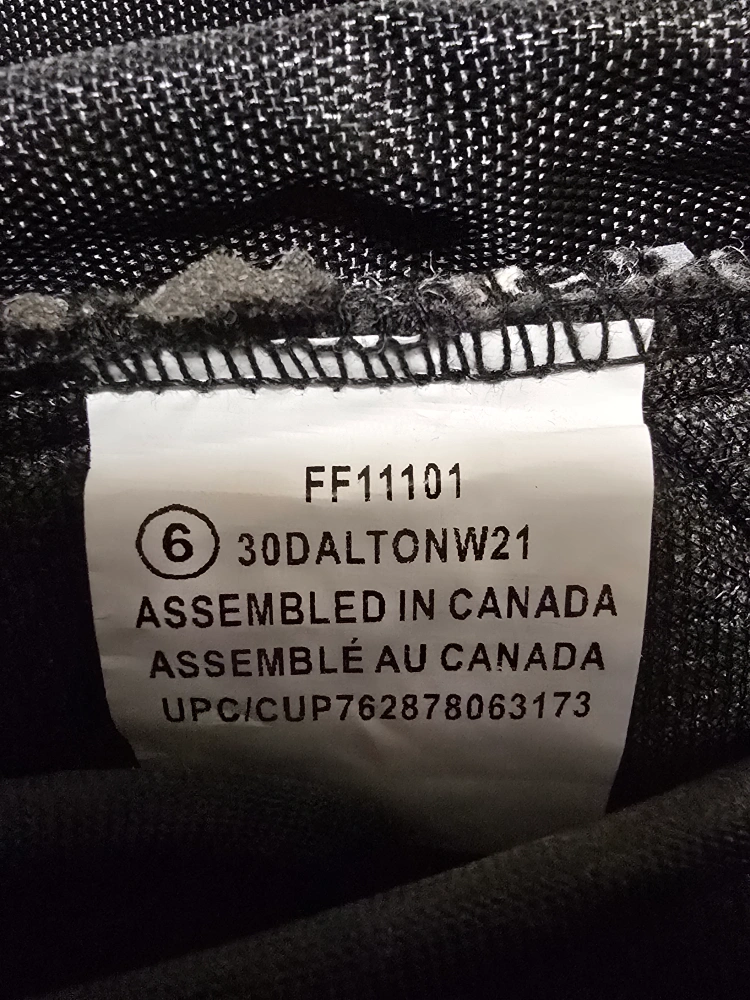 FF11101
6 30DALTONW21
ASSEMBLED IN CANADA
ASSEMBLÉ AU CANADA
UPC/CUP762878063173